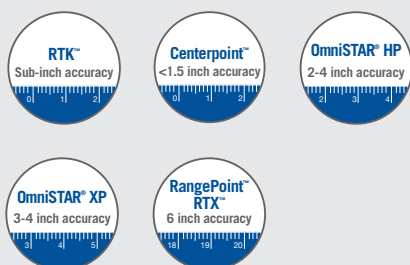 RTK™
Sub-inch accuracy
0 1 2
Centerpoint™
<1.5 inch accuracy
0 1 2
OmniSTAR® HP
2-4 inch accuracy
2 3 4
OmniSTAR® XP
3-4 inch accuracy
3 4 5
RangePoint™
RTX™
6 inch accuracy
18 19 20